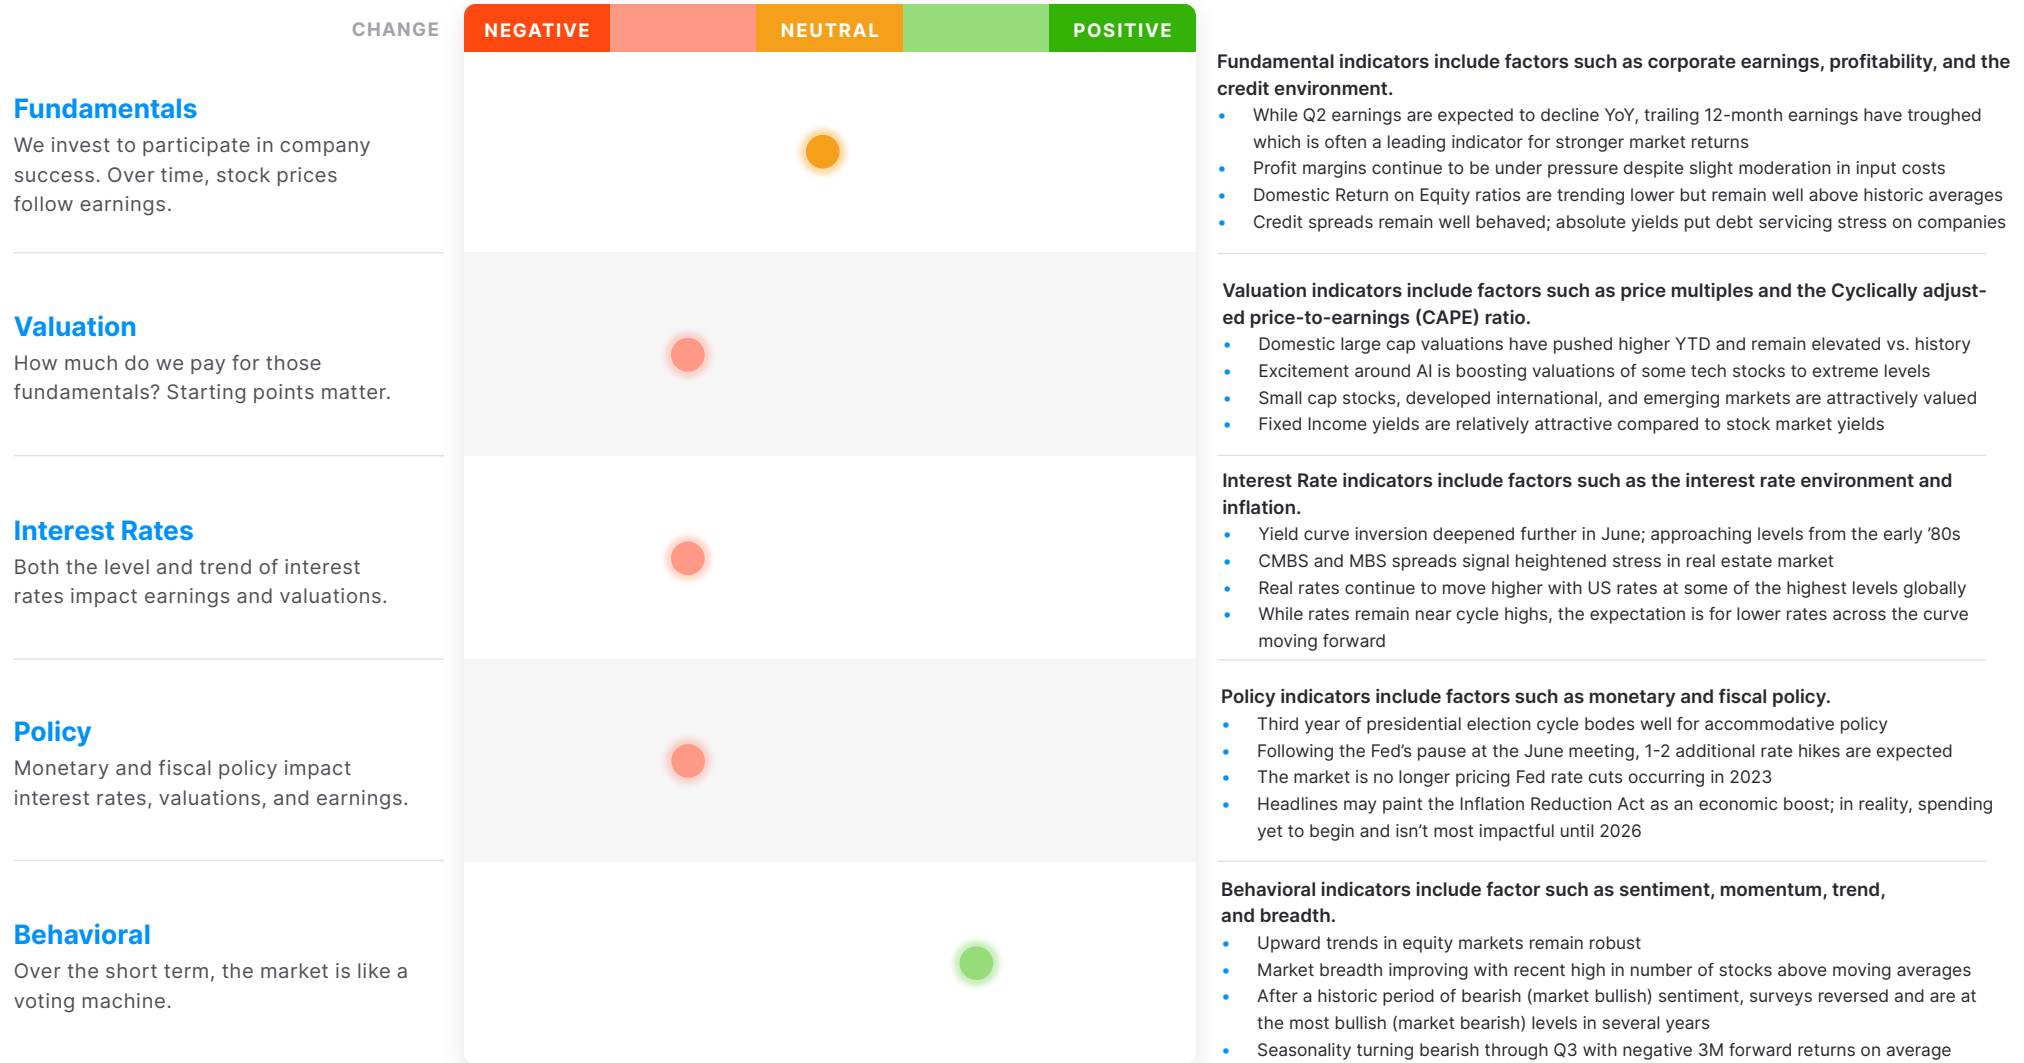 CHANGE
NEGATIVE
NEUTRAL
POSITIVE
Fundamentals
We invest to participate in company
success. Over time, stock prices
follow earnings.
Fundamental indicators include factors such as corporate earnings, profitability, and the
credit environment.
• While Q2 earnings are expected to decline YoY, trailing 12-month earnings have troughed
which is often a leading indicator for stronger market returns
• Profit margins continue to be under pressure despite slight moderation in input costs
• Domestic Return on Equity ratios are trending lower but remain well above historic averages
• Credit spreads remain well behaved; absolute yields put debt servicing stress on companies
Valuation
How much do we pay for those
fundamentals? Starting points matter.
Valuation indicators include factors such as price multiples and the Cyclically adjust-
ed price-to-earnings (CAPE) ratio.
• Domestic large cap valuations have pushed higher YTD and remain elevated vs. history
• Excitement around AI is boosting valuations of some tech stocks to extreme levels
• Small cap stocks, developed international, and emerging markets are attractively valued
• Fixed Income yields are relatively attractive compared to stock market yields
Interest Rates
Both the level and trend of interest
rates impact earnings and valuations.
Interest Rate indicators include factors such as the interest rate environment and
inflation.
• Yield curve inversion deepened further in June; approaching levels from the early ’80s
• CMBS and MBS spreads signal heightened stress in real estate market
• Real rates continue to move higher with US rates at some of the highest levels globally
• While rates remain near cycle highs, the expectation is for lower rates across the curve
moving forward
Policy
Monetary and fiscal policy impact
interest rates, valuations, and earnings.
Policy indicators include factors such as monetary and fiscal policy.
• Third year of presidential election cycle bodes well for accommodative policy
• Following the Fed’s pause at the June meeting, 1-2 additional rate hikes are expected
• The market is no longer pricing Fed rate cuts occurring in 2023
• Headlines may paint the Inflation Reduction Act as an economic boost; in reality, spending
yet to begin and isn’t most impactful until 2026
Behavioral
Over the short term, the market is like a
voting machine.
Behavioral indicators include factor such as sentiment, momentum, trend,
and breadth.
• Upward trends in equity markets remain robust
• Market breadth improving with recent high in number of stocks above moving averages
• After a historic period of bearish (market bullish) sentiment, surveys reversed and are at
the most bullish (market bearish) levels in several years
• Seasonality turning bearish through Q3 with negative 3M forward returns on average